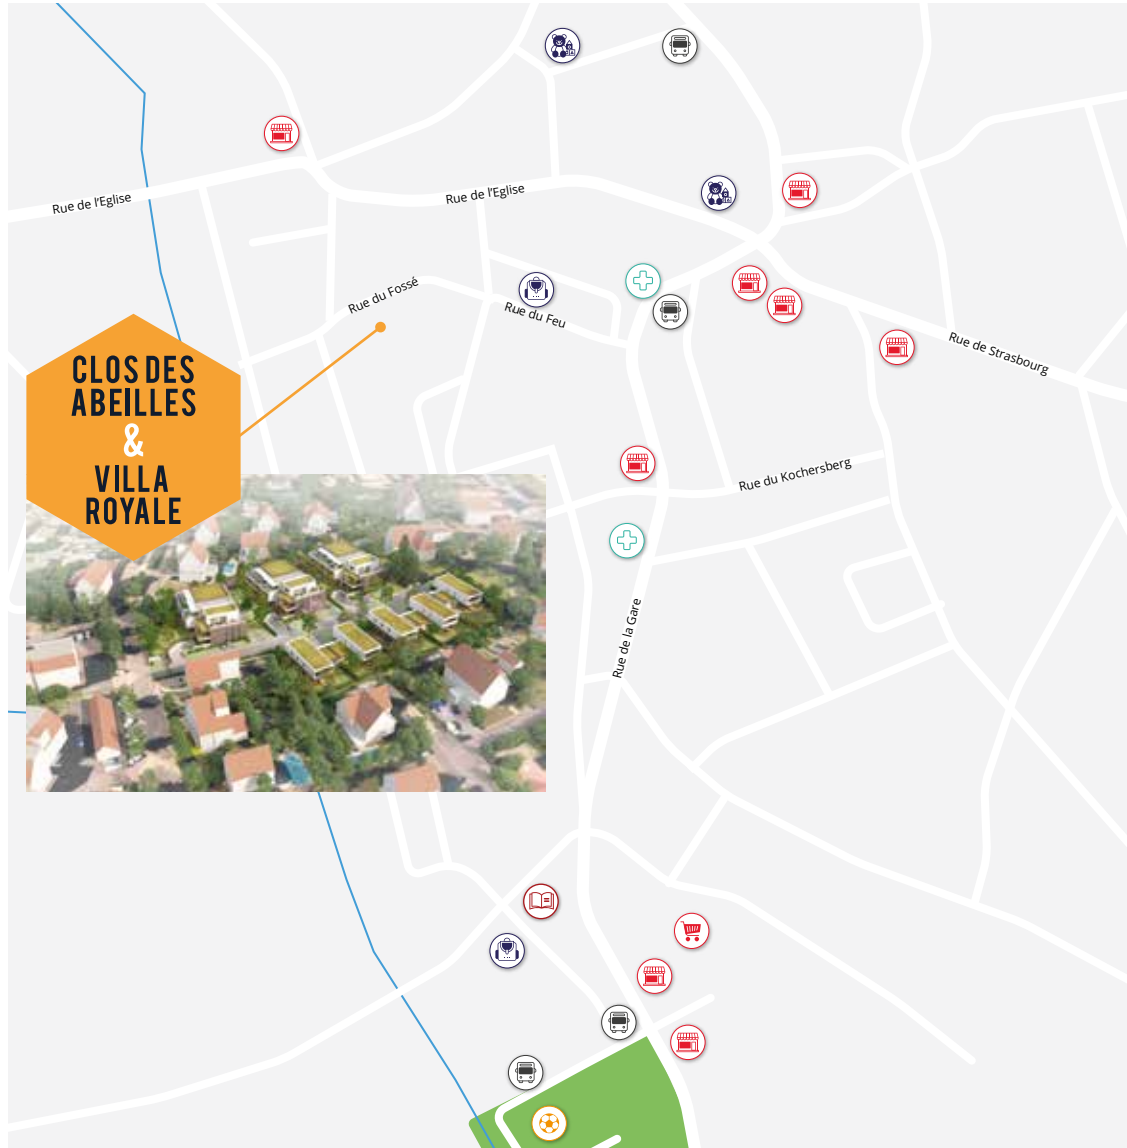 Rue de l'Eglise
Rue de l'Eglise
Rue du Fossé
Rue du Feu
Rue de Strasbourg
CLOS DES
ABEILLES
&
VILLA
ROYALE
Rue du Kochersberg
Rue de la Gare